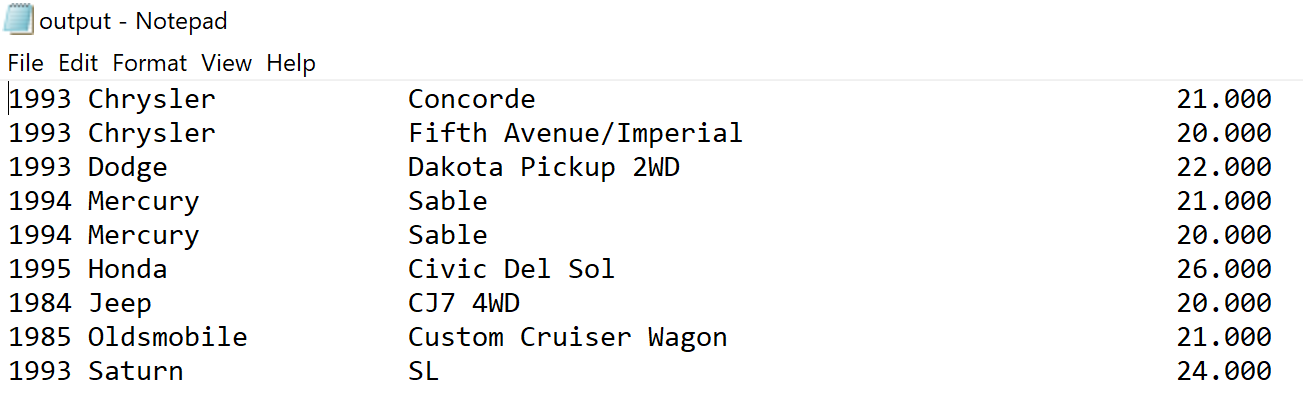 output - Notepad
File Edit Format View Help
1993 Chrysler Concorde 21.000
1993 Chrysler Fifth Avenue/Imperial 20.000
1993 Dodge Dakota Pickup 2WD 22.000
1994 Mercury Sable 21.000
1994 Mercury Sable 20.000
1995 Honda Civic Del Sol 26.000
1984 Jeep CJ7 4WD 20.000
1985 Oldsmobile Custom Cruiser Wagon 21.000
1993 Saturn SL 24.000